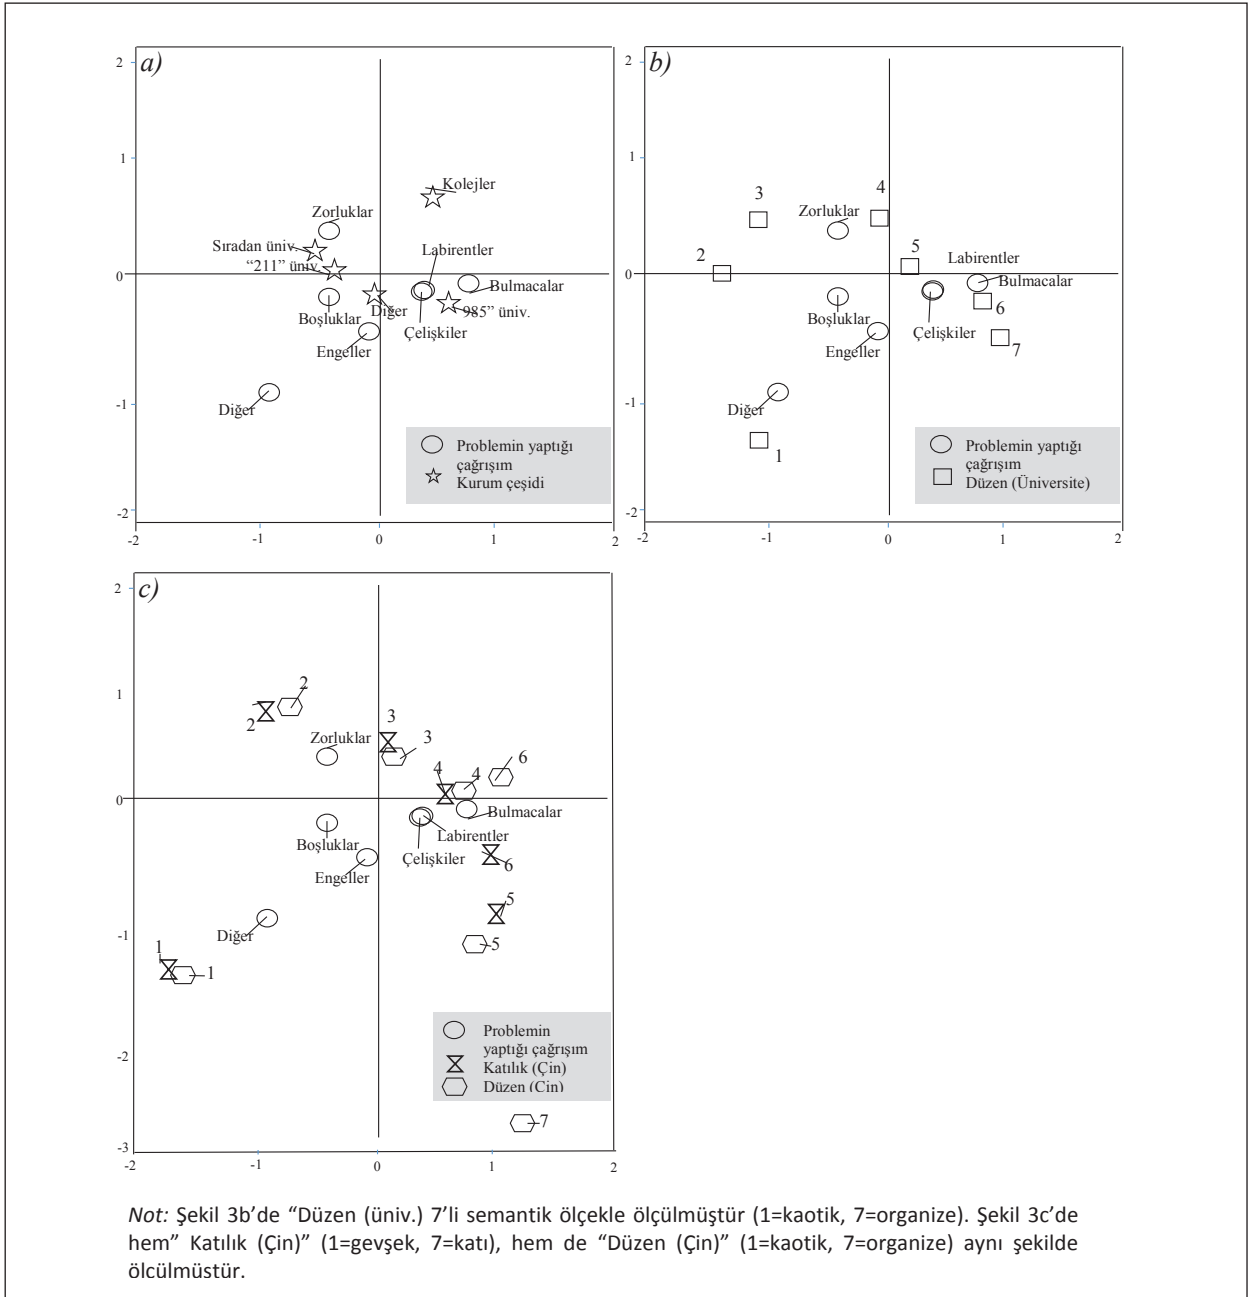 a)
2
1
0
-1
-2
-2
-1
0
1
2
Kolejler
Zorluklar
Sıradan üniv.
“211” üniv.
Labirentler
Bulmacalar
Boşluklar
Diğer
985” üniv.
Çelişkiler
Engeller
Diğer
Problemin yaptığı
çağrışım
Kurum çeşidi
b)
2
1
0
-1
-2
-2
-1
0
1
2
3
4
Zorluklar
2
5
Labirentler
Bulmacalar
6
Boşluklar
Çelişkiler
Engeller
7
Diğer
1
Problemin yaptığı
çağrışım
Düzen (Üniversite)
c)
2
1
0
-1
-2
-3
-2
-1
0
1
2
2
2
3
3
Zorluklar
6
4
4
Bulmacalar
Labirentler
Boşluklar
Çelişkiler
6
Engeller
5
Diğer
5
1
1
Problemin
yaptığı çağrışım
Katılık (Çin)
Düzen (Çin)
7
Not: Şekil 3b’de “Düzen (üniv.) 7’li semantik ölçekle ölçülmüştür (1=kaotik, 7=organize). Şekil 3c’de
hem” Katılık (Çin)” (1=gevşek, 7=katı), hem de “Düzen (Çin)” (1=kaotik, 7=organize) aynı şekilde
ölçülmüştür.